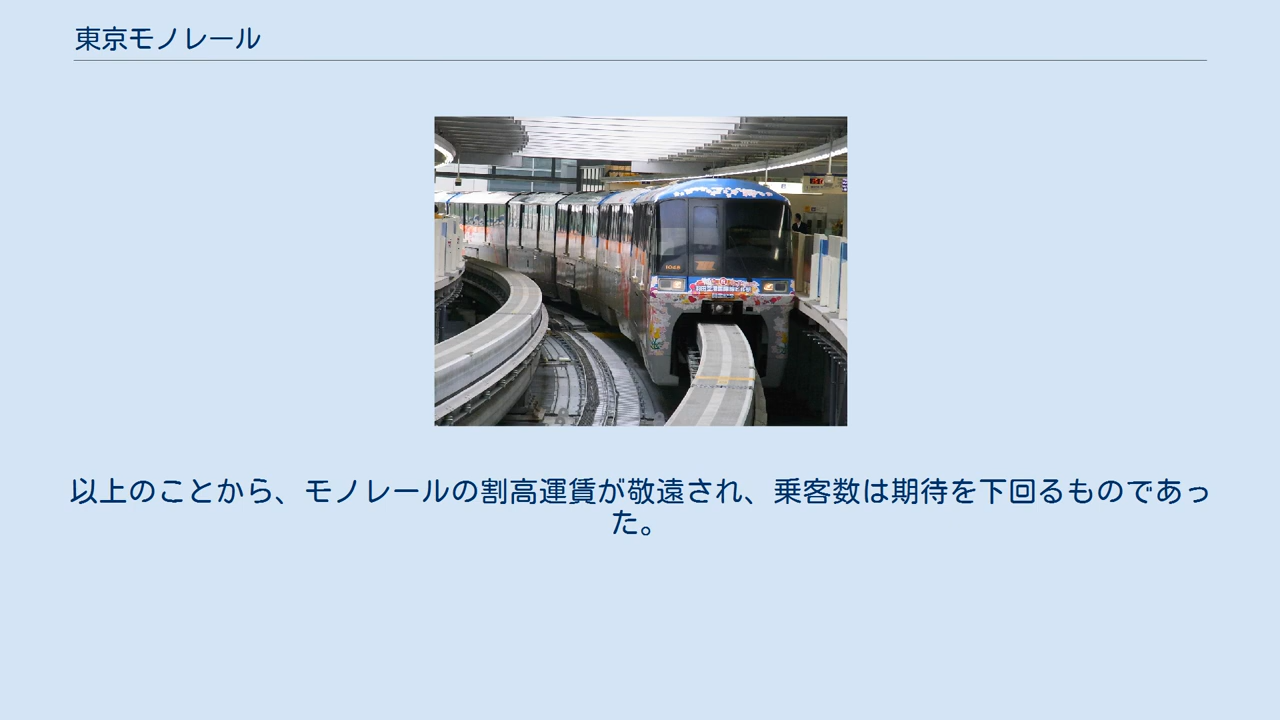 東京モノレール
以上のことから、モノレールの割高運賃が敬遠され、乗客数は期待を下回るものであっ
た。